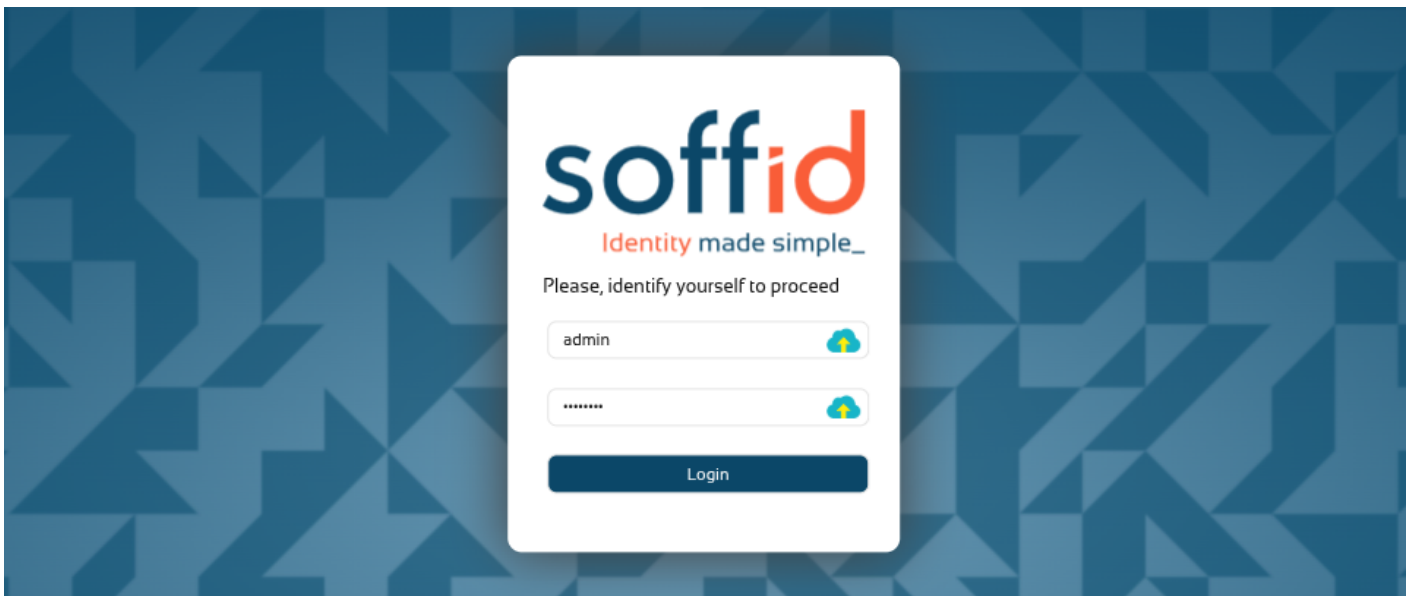 soffid
Identity made simple_
Please, identify yourself to proceed
admin
••••••••
Login